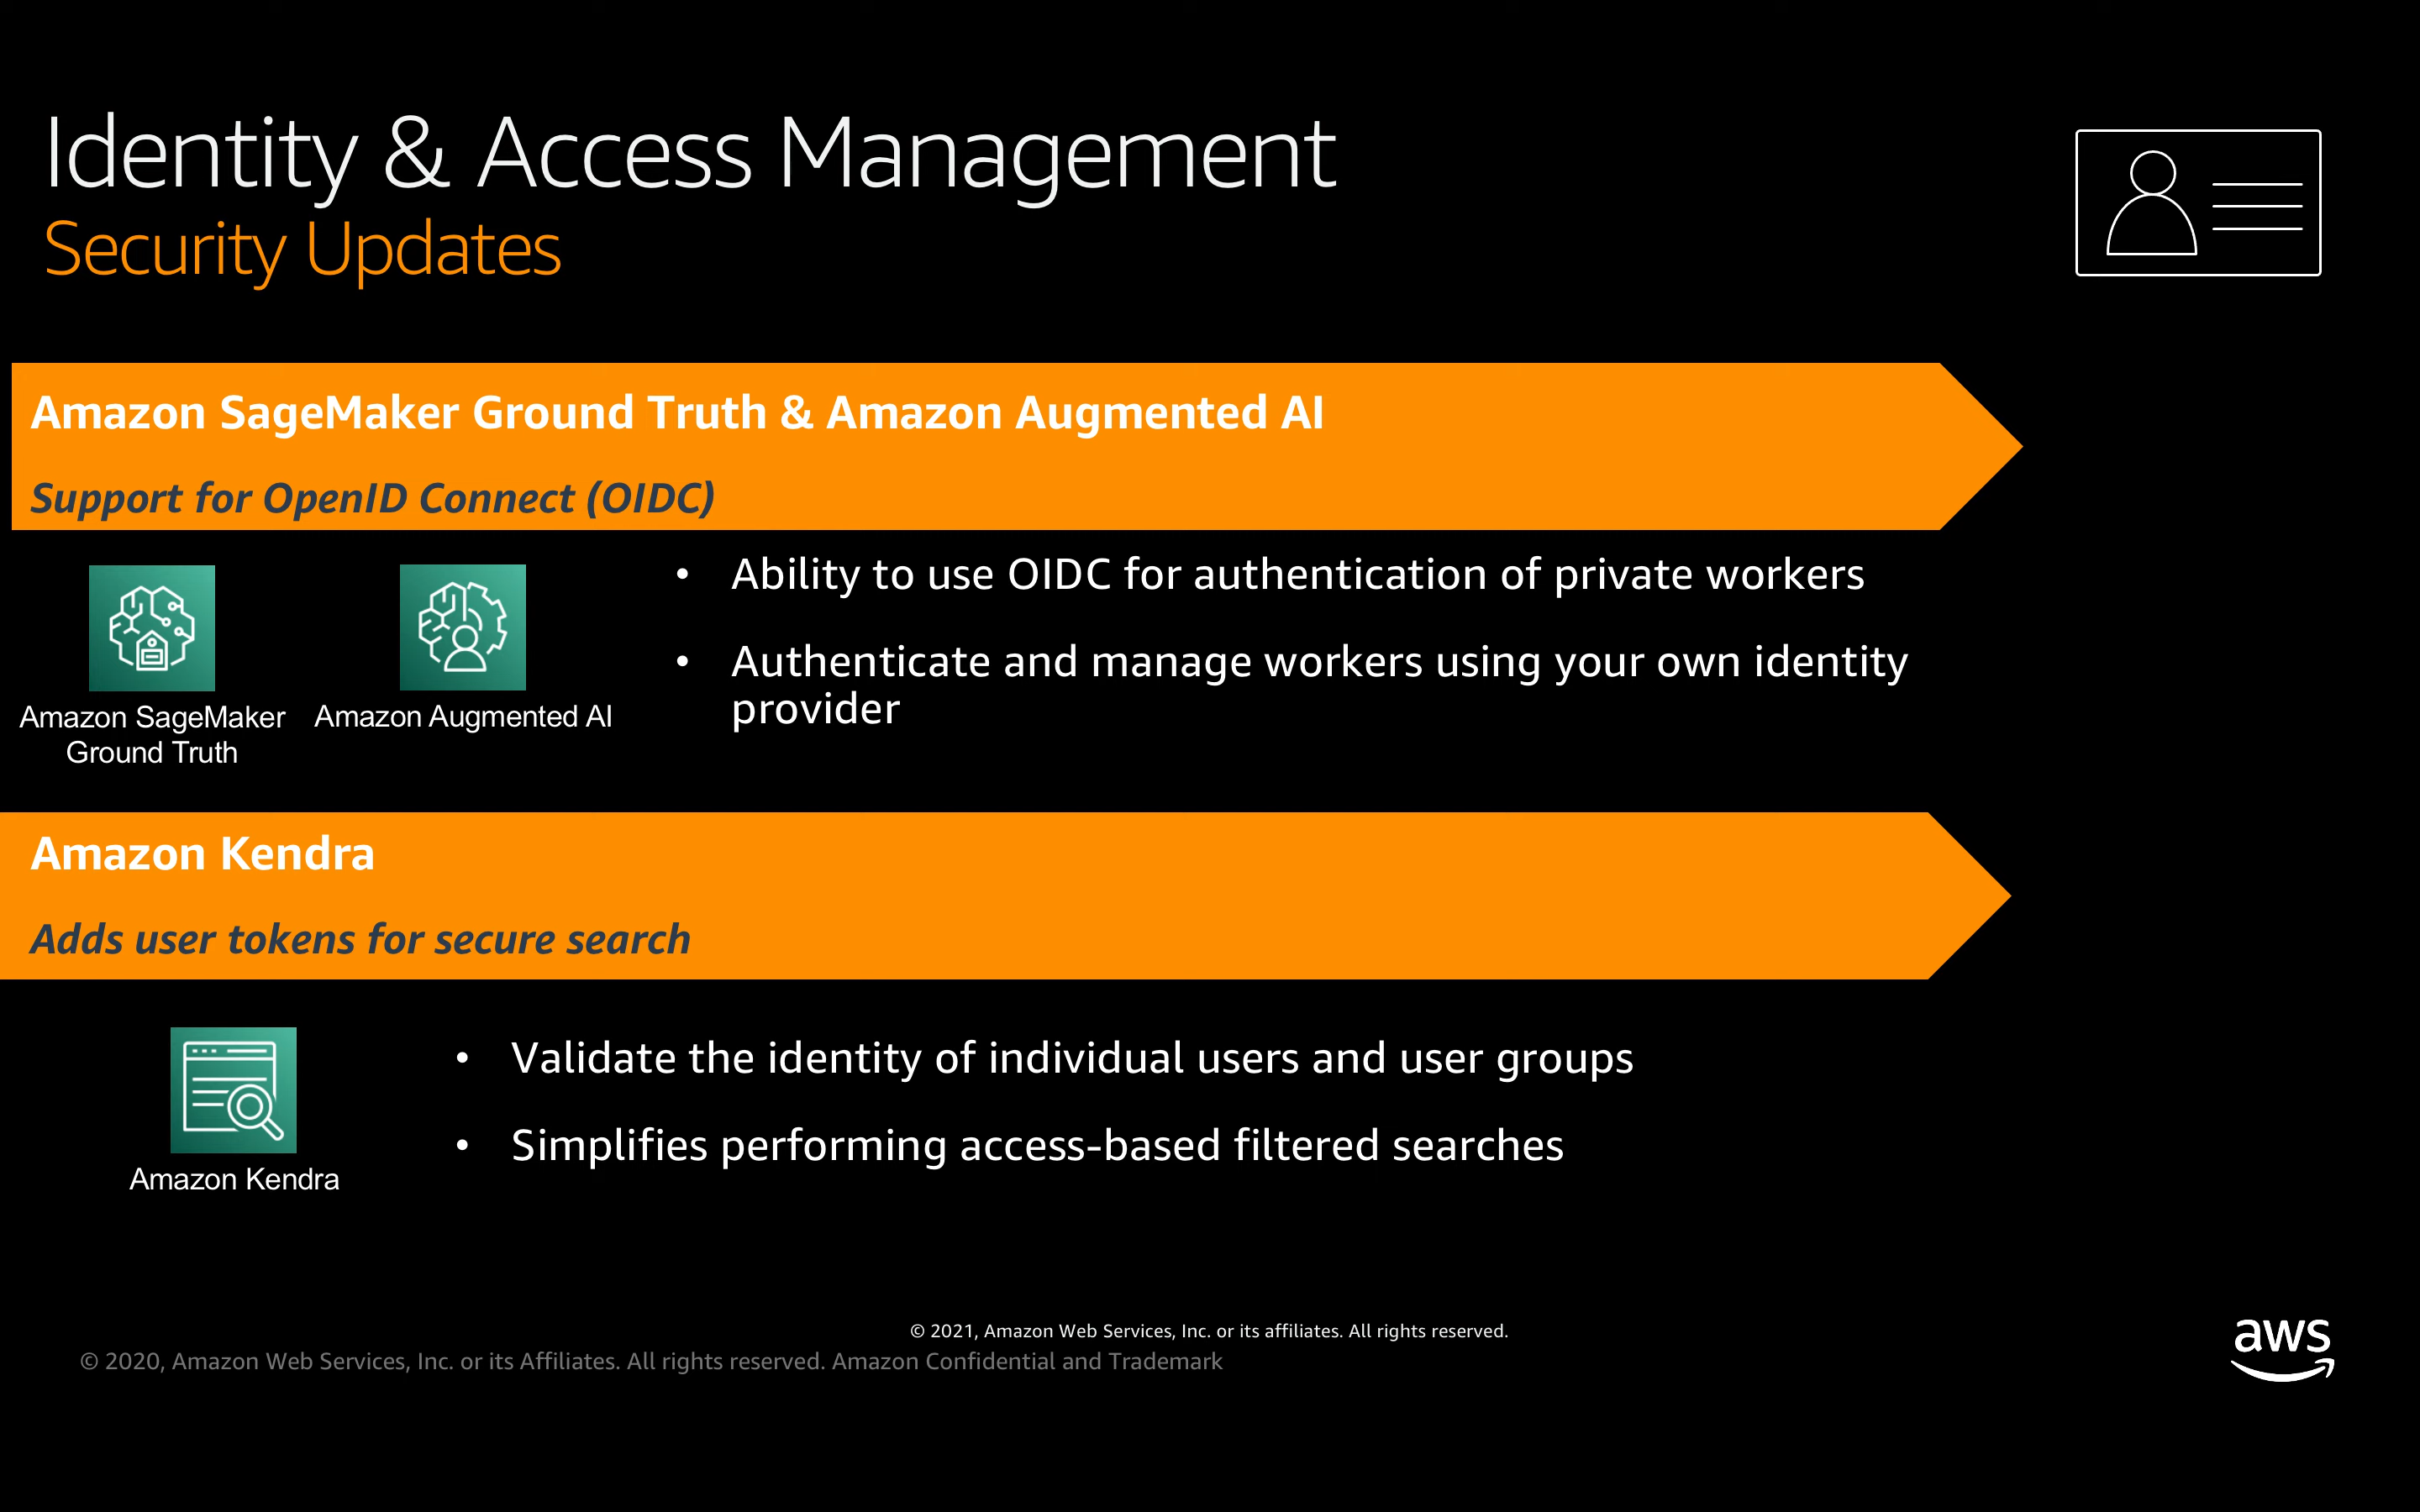 Identity & Access Management
Security Updates
Amazon SageMaker Ground Truth & Amazon Augmented AI
Support for OpenID Connect (OIDC)
Amazon SageMaker
Ground Truth
Amazon Augmented AI
• Ability to use OIDC for authentication of private workers
• Authenticate and manage workers using your own identity
provider
Amazon Kendra
Adds user tokens for secure search
Amazon Kendra
• Validate the identity of individual users and user groups
• Simplifies performing access-based filtered searches
© 2021, Amazon Web Services, Inc. or its affiliates. All rights reserved.
© 2020, Amazon Web Services, Inc. or its Affiliates. All rights reserved. Amazon Confidential and Trademark
aws